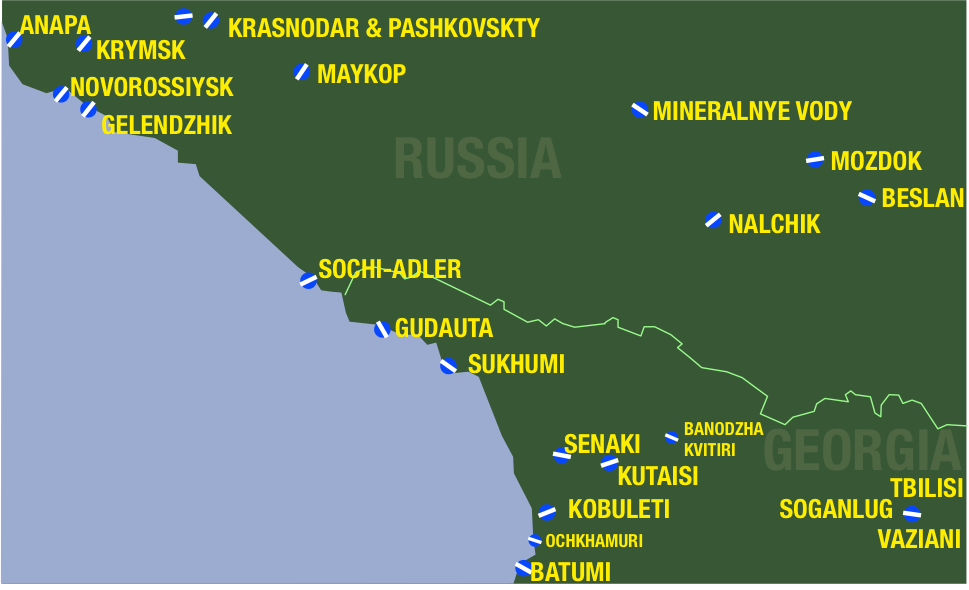 ANAPA
KRASNODAR & PASHKOVSKTY
KRYMSK
MAYKOP
NOVOROSSIYSK
GELENDZHIK
MINERALNYE VODY
RUSSIA
MOZDOK
BESLAN
NALCHIK
SOCHI-ADLER
GUDAUTA
SUKHUMI
BANODZHA
KVITIRI
SENAKI
GEORGIA
KUTAISI
TBILISI
KOBULETI
SOGANLUG
OCHKHAMURI
VAZIANI
BATUMI